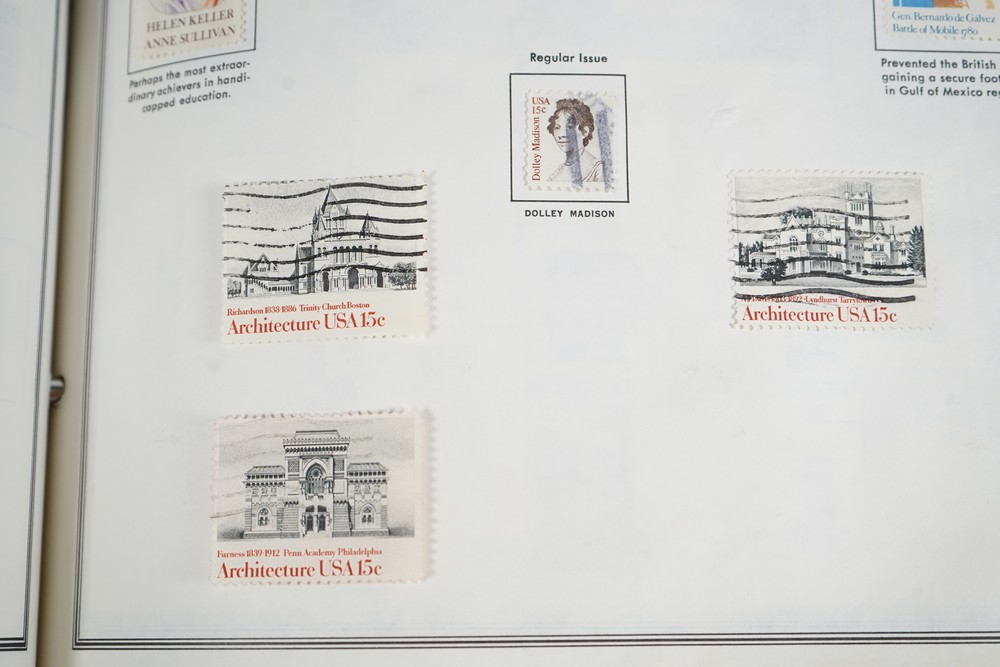 HELEN KELLER
ANNE SULLIVAN
Perhaps the most extraor-
dinary achievers in handi-
capped education.
Gen. Bernardo de Gálvez
Battle of Mobile 1780
Prevented the British
gaining a secure foo
in Gulf of Mexico re
Regular Issue
USA
15c
Dolley Madison
DOLLEY MADISON
Richardson 1838-1886 Trinity Church Boston
Architecture USA 15c
Lyndhurst Tarrytown
Architecture USA 15c
Furness 1839-1912 Penn Academy Philadelphia
Architecture USA 15c